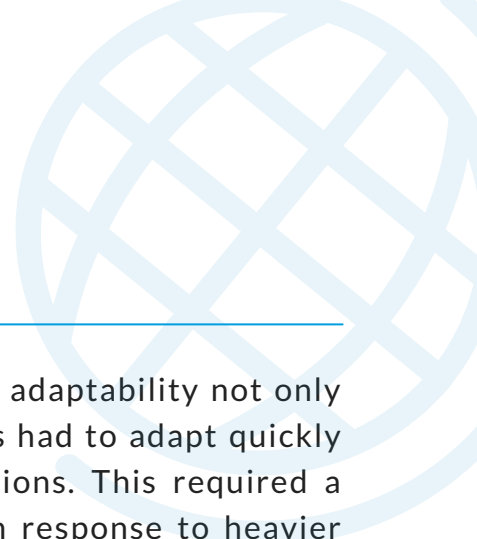 adaptability not only
s had to adapt quickly
ions. This required a
n response to heavier